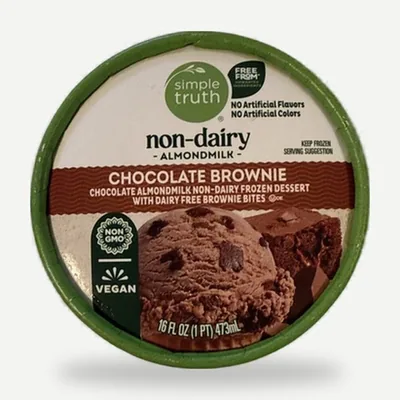 simple
truth
FREE
FROM
No Artificial Flavors
No Artificial Colors
KEEP FROZEN
SERVING SUGGESTION
non-dairy
- ALMONDMILK -
CHOCOLATE BROWNIE
CHOCOLATE ALMONDMILK NON-DAIRY FROZEN DESSERT
WITH DAIRY FREE BROWNIE BITES
NON
GMO
VEGAN
16 FL OZ (1 PT) 473mL